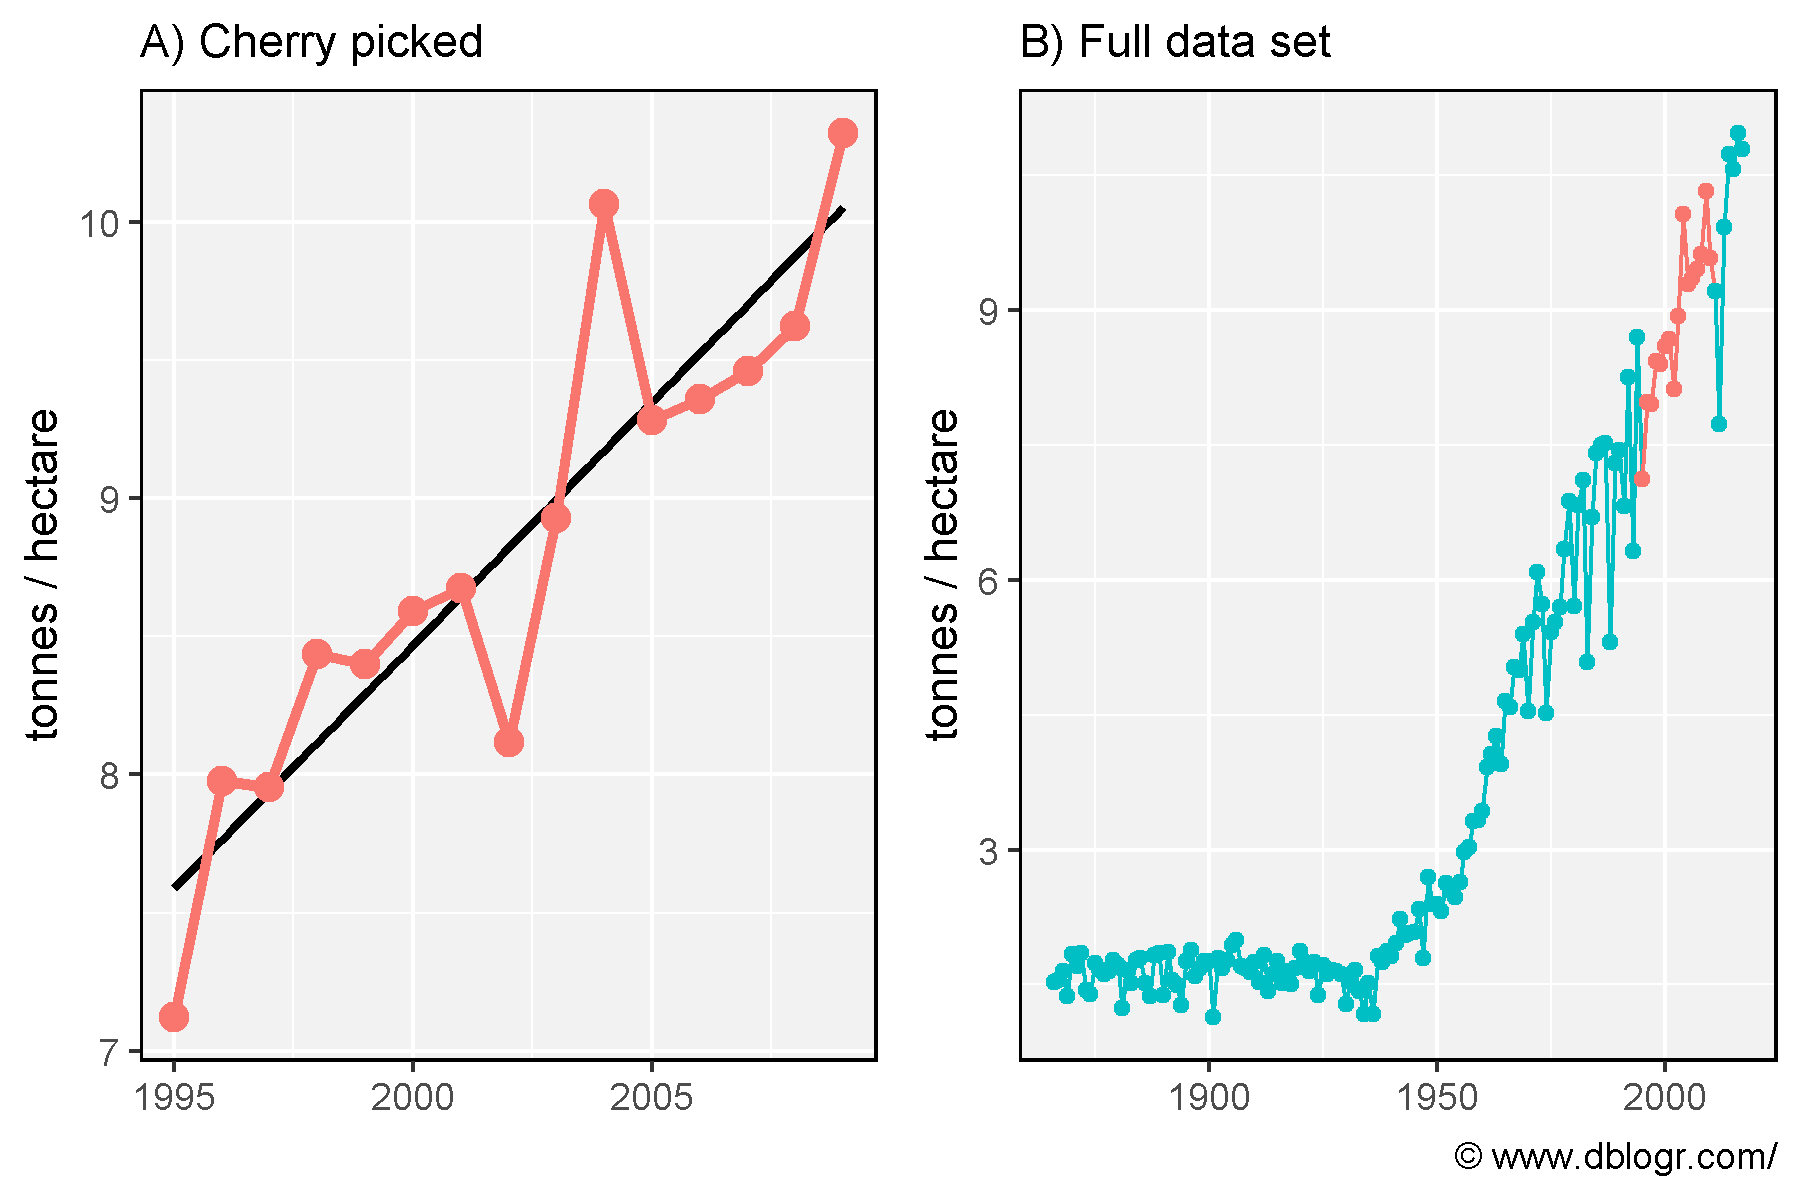 A) Cherry picked
tonnes / hectare
10
9
8
7
1995 2000 2005
B) Full data set
tonnes / hectare
9
6
3
1900 1950 2000
© www.dblogr.com/